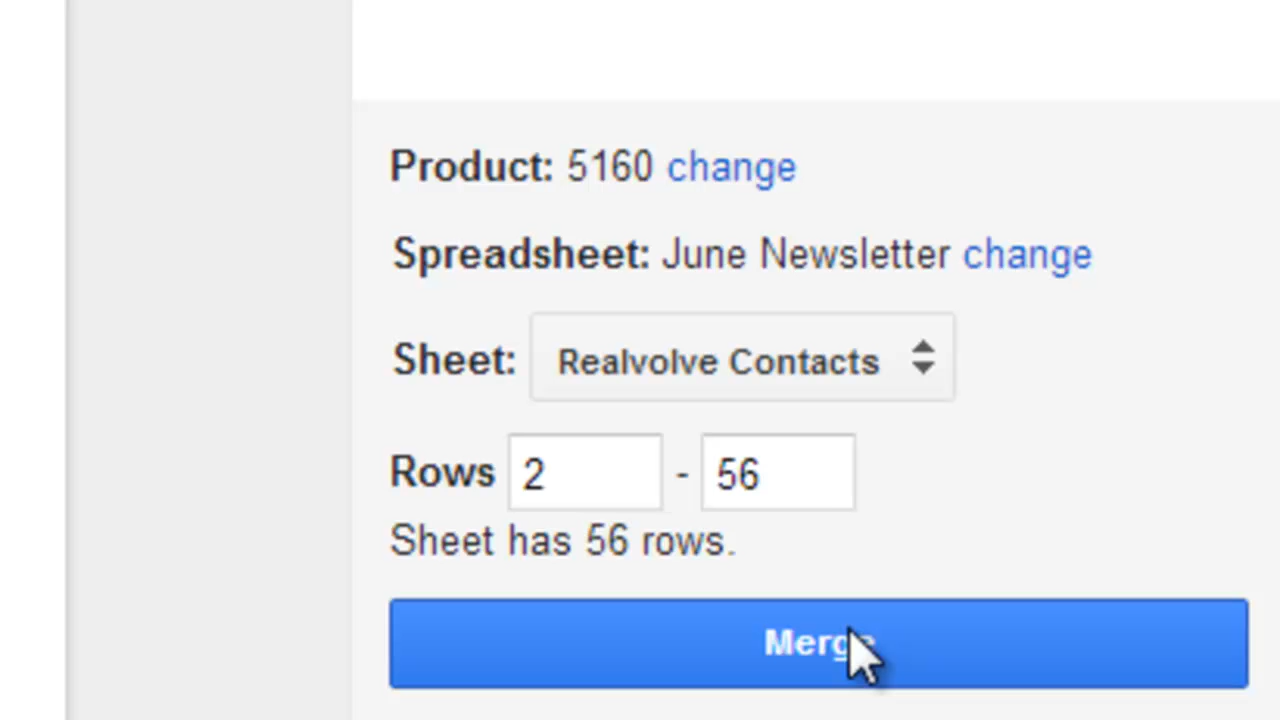 Product: 5160 change
Spreadsheet: June Newsletter change
Sheet: Realvolve Contacts
Rows 2 - 56
Sheet has 56 rows.
Merge